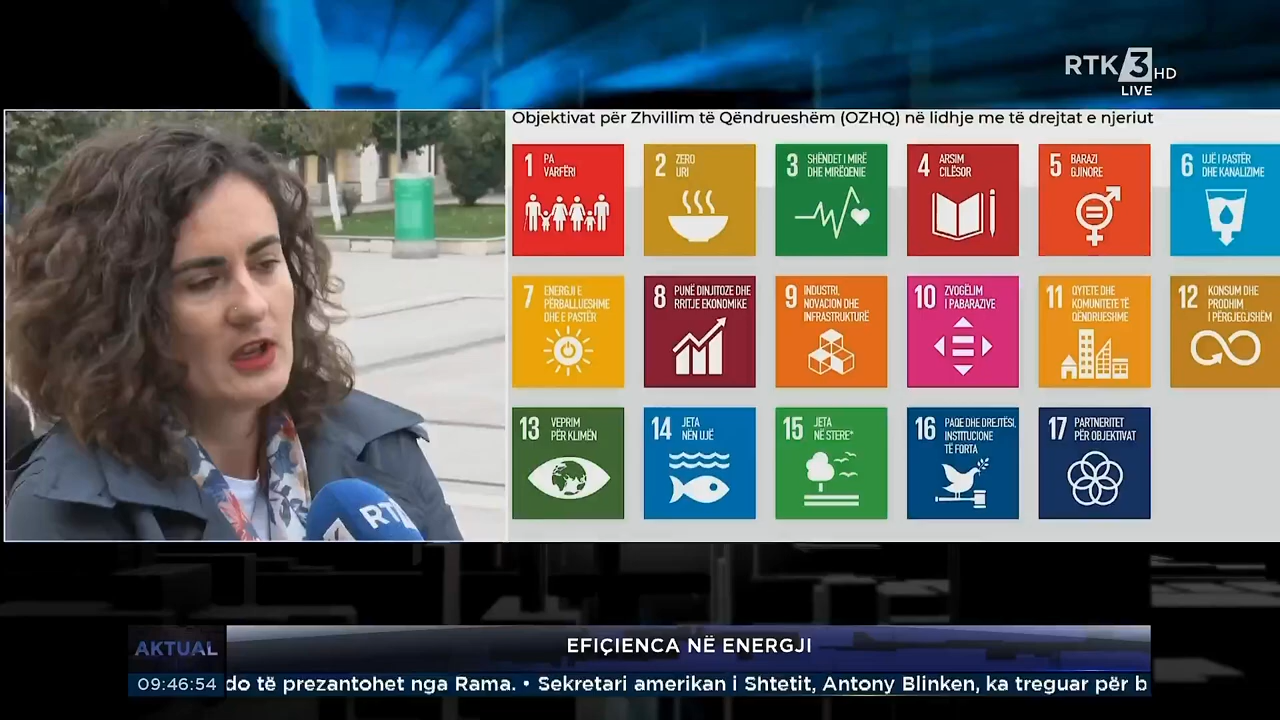 RTK 3 HD
LIVE
Objektivat për Zhvillim të Qëndrueshëm (OZHQ) në lidhje me të drejtat e njeriut
1 PA
VARFËRI
2 ZERO
URI
3 SHËNDET I MIRË
DHE MIRËQENIE
4 ARSIM
CILËSOR
5 BARAZI
GJINORE
6 UJË I PASTËR
DHE KANALIZIME
7 ENERGJI E
PËRBALLUESHME
DHE E PASTËR
8 PUNË DINJITOZE DHE
RRITJE EKONOMIKE
9 INDUSTRI,
NOVACION DHE
INFRASTRUKTURË
10 ZVOGËLIM
I PABARAZIVE
11 QYTETE DHE
KOMUNITETE TË
QËNDRUESHME
12 KONSUM DHE
PRODHIM
I PËRGJEGJSHËM
13 VEPRIM
PËR KLIMËN
14 JETA
NËN UJË
15 JETA
NË STERE*
16 PAQE DHE DREJTËSI,
INSTITUCIONE
TË FORTA
17 PARTNERITET
PËR OBJEKTIVAT
RT
AKTUAL
EFIÇIENCA NË ENERGJI
09:46:54 do të prezantohet nga Rama. • Sekretari amerikan i Shtetit, Antony Blinken, ka treguar për b